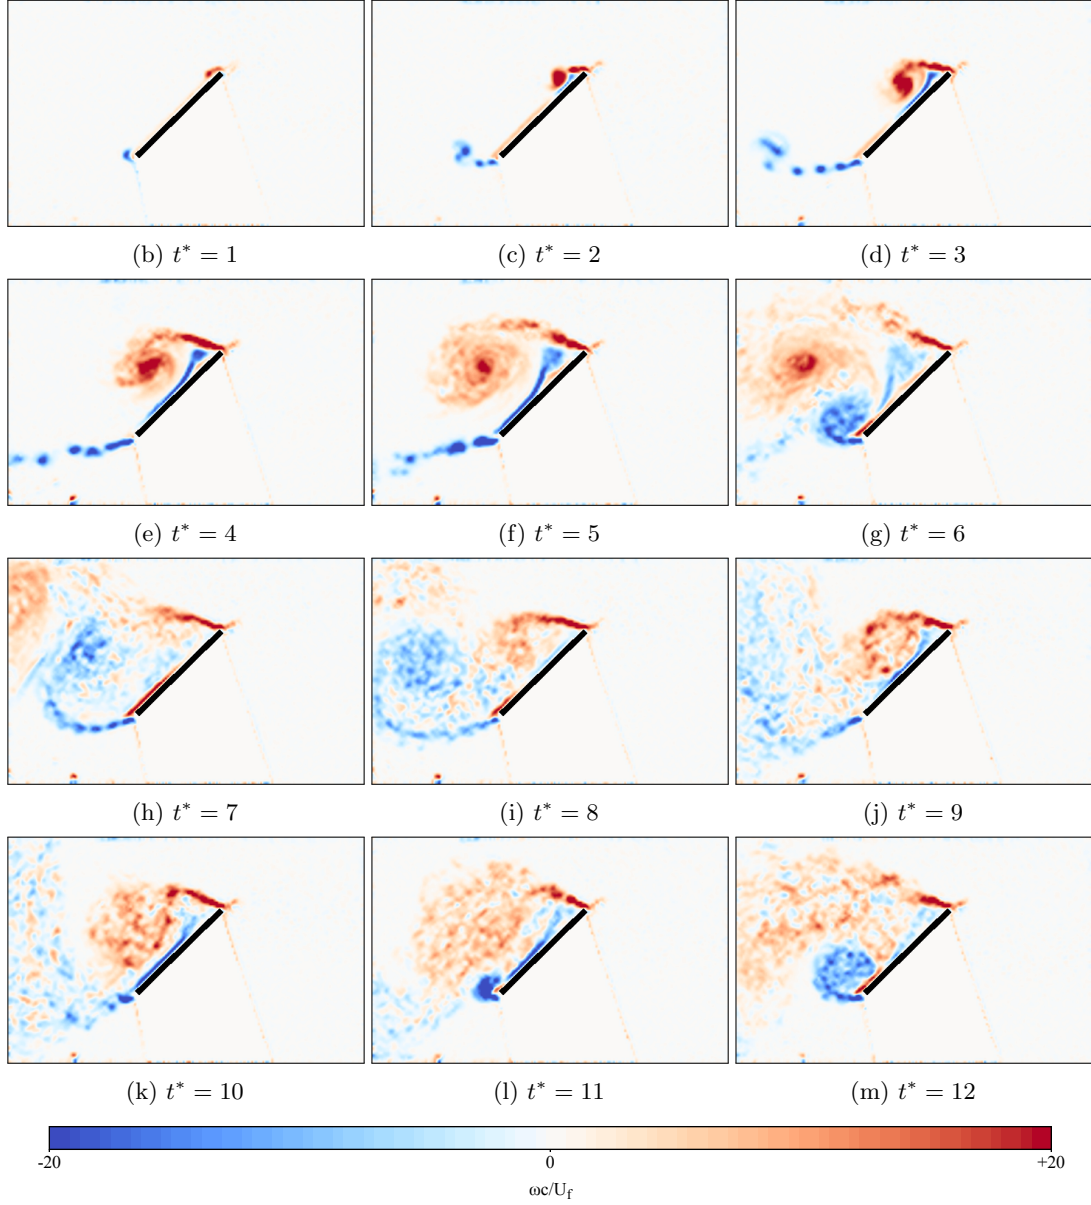 (b) t* = 1 (c) t* = 2 (d) t* = 3
(e) t* = 4 (f) t* = 5 (g) t* = 6
(h) t* = 7 (i) t* = 8 (j) t* = 9
(k) t* = 10 (l) t* = 11 (m) t* = 12
-20 0 +20
ωc/U_f